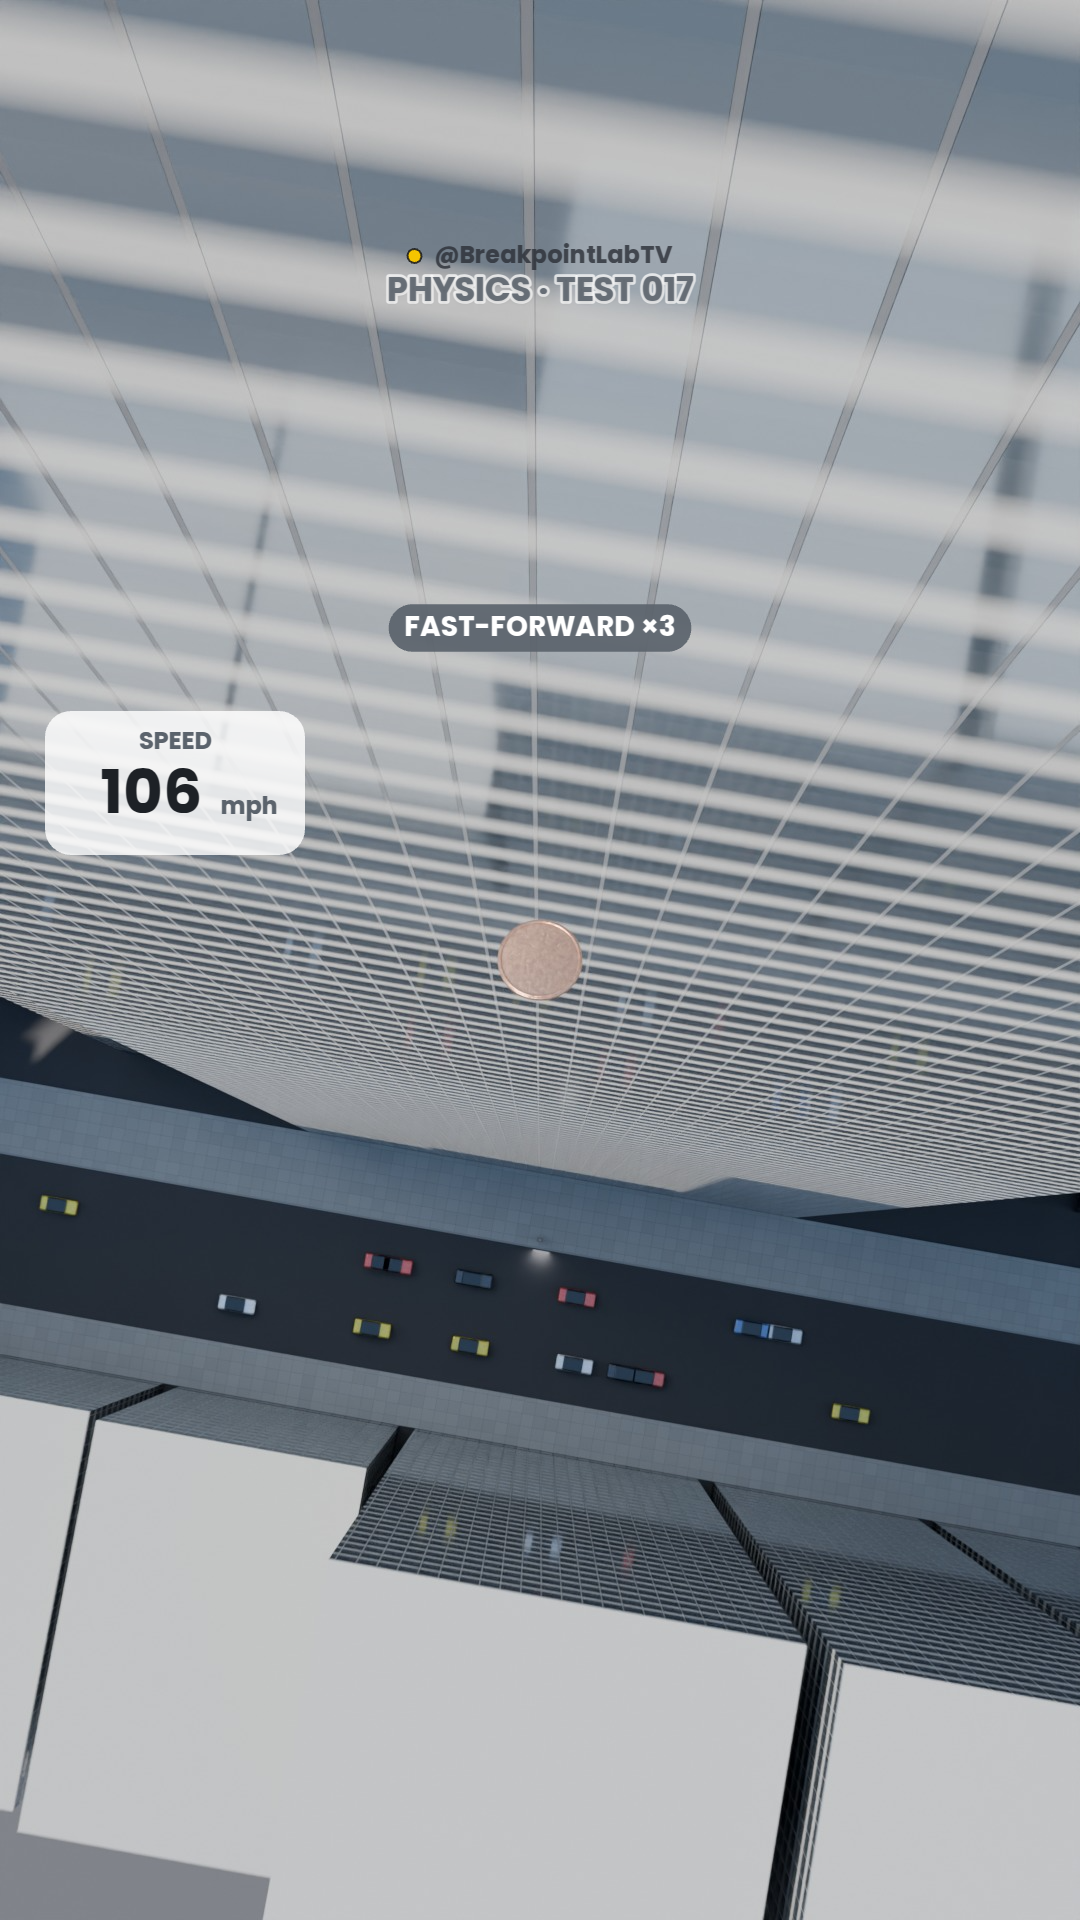 @BreakpointLabTV
PHYSICS · TEST 017
FAST-FORWARD ×3
SPEED
106 mph